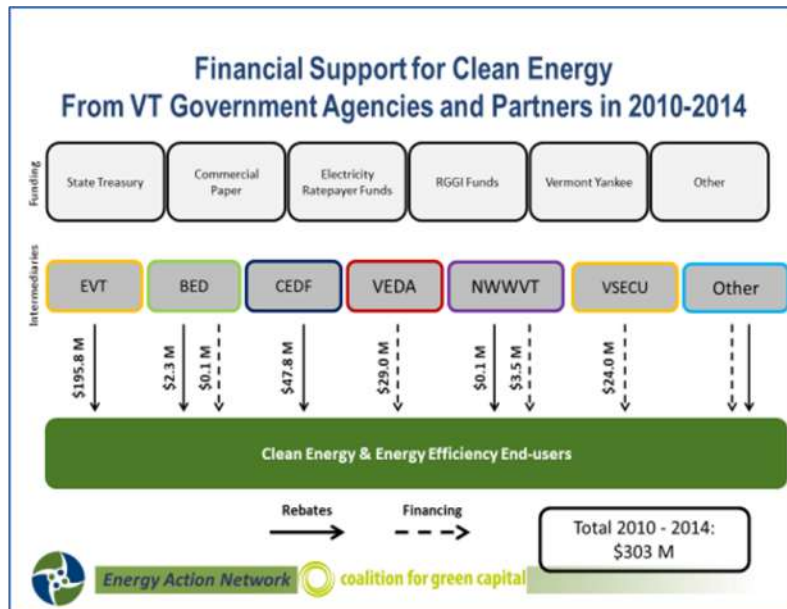 Financial Support for Clean Energy
From VT Government Agencies and Partners in 2010-2014
Funding
State Treasury
Commercial
Paper
Electricity
Ratepayer Funds
RGGI Funds
Vermont Yankee
Other
Intermediaries
EVT
BED
CEDF
VEDA
NWWVT
VSECU
Other
$195.8 M
$2.3 M
$0.1 M
$47.8 M
$29.0 M
$0.1 M
$3.5 M
$24.0 M
Clean Energy & Energy Efficiency End-users
Rebates
Financing
Total 2010 - 2014:
$303 M
Energy Action Network
coalition for green capital